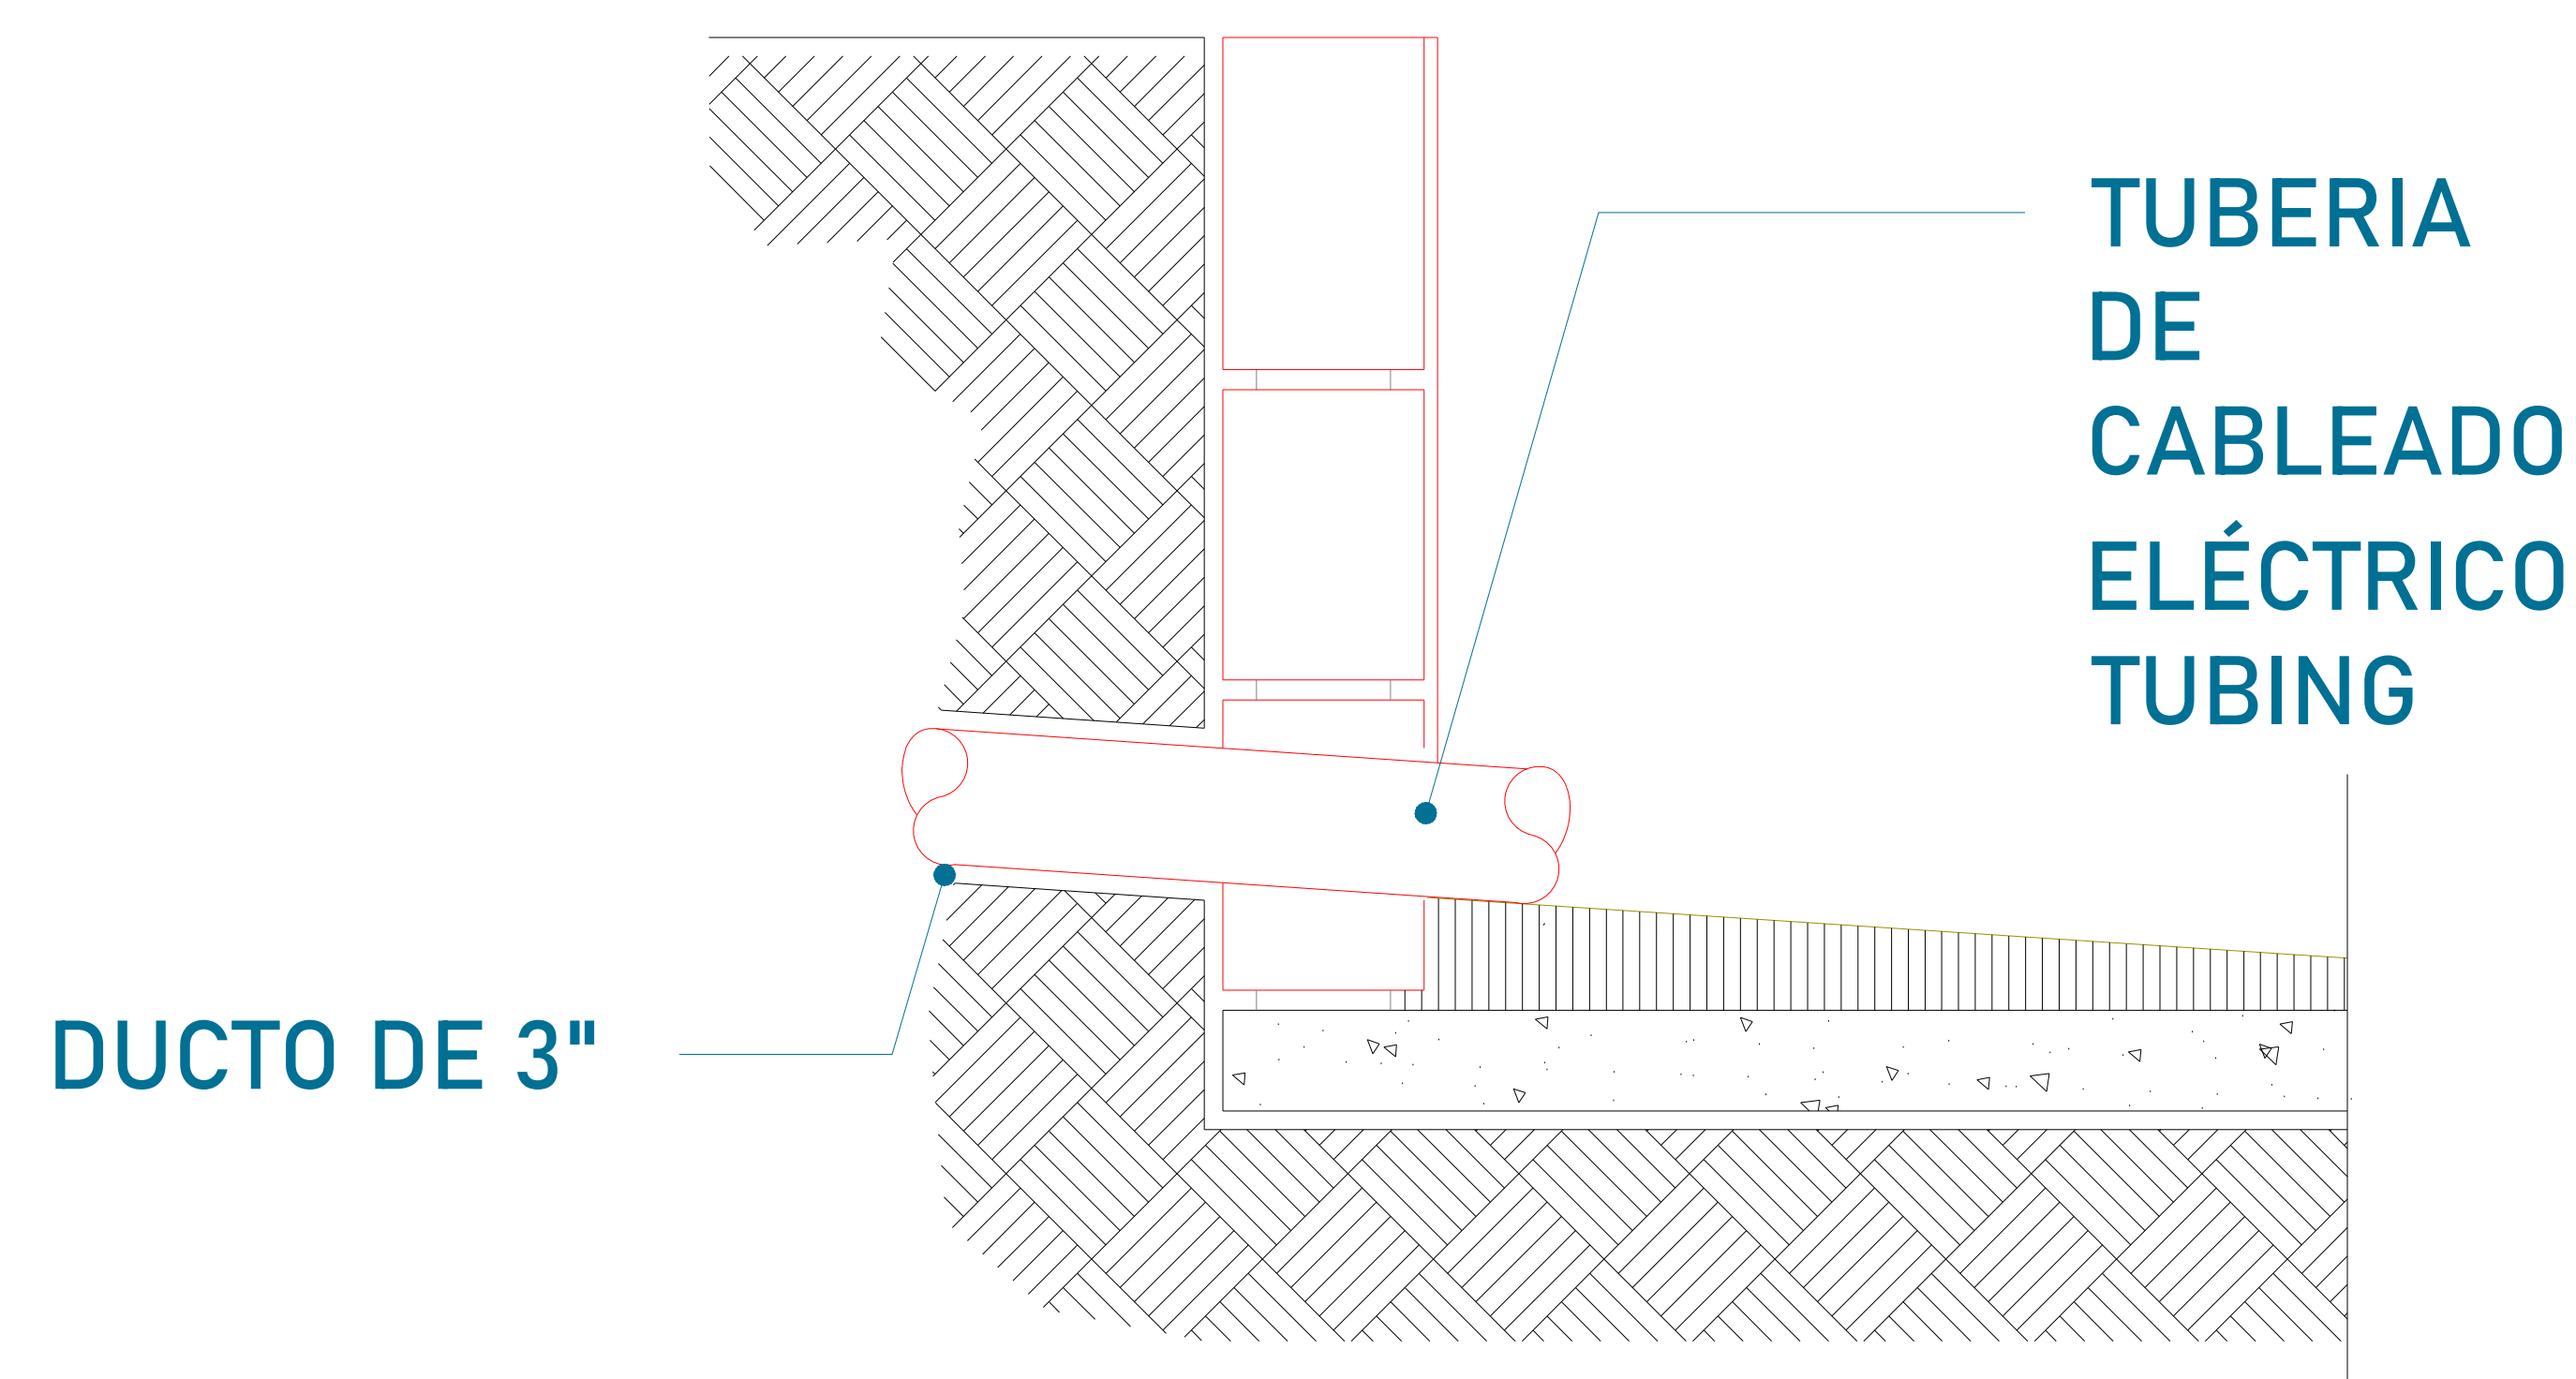 TUBERIA
DE
CABLEADO
ELÉCTRICO
TUBING
DUCTO DE 3"